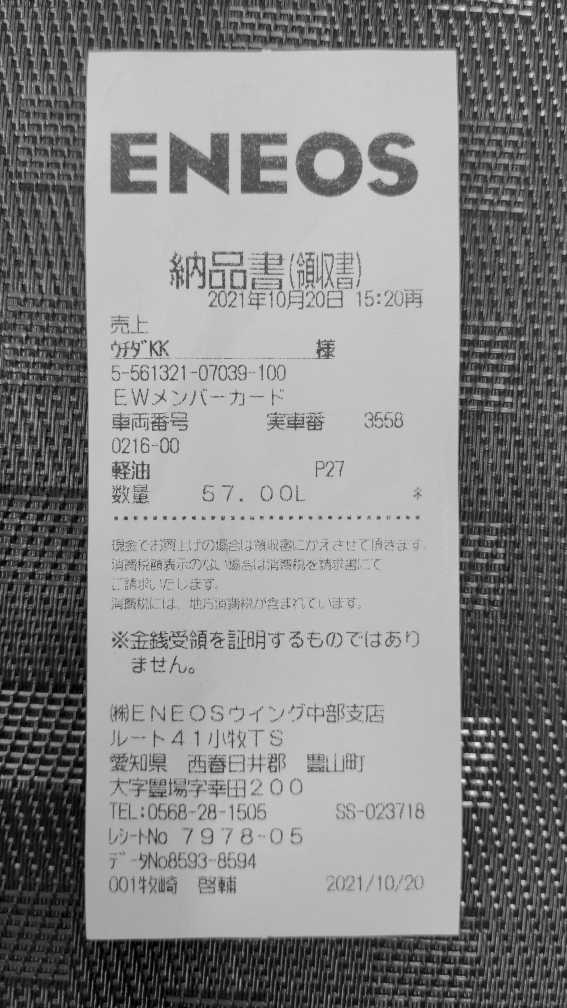 ENEOS
納品書(領収書)
2021年10月20日 15:20再
売上
ｳﾁﾀﾞKK 様
5-561321-07039-100
ＥＷメンバーカード
車両番号 実車番 3558
0216-00
軽油 P27
数量 57.00L *
現金でお買上げの場合は領収書にかえさせて頂きます。
消費税額表示のない場合は消費税を請求書にて
ご請求いたします。
消費税には、地方消費税が含まれています。
※金銭受領を証明するものではあり
ません。
㈱ＥＮＥＯＳウイング中部支店
ルート４１小牧ＴＳ
愛知県 西春日井郡 豊山町
大字豊場字幸田２００
TEL:0568-28-1505 SS-023718
ﾚｼｰﾄNo 7978-05
ﾃﾞｰﾀNo8593-8594
001牧崎 啓輔 2021/10/20